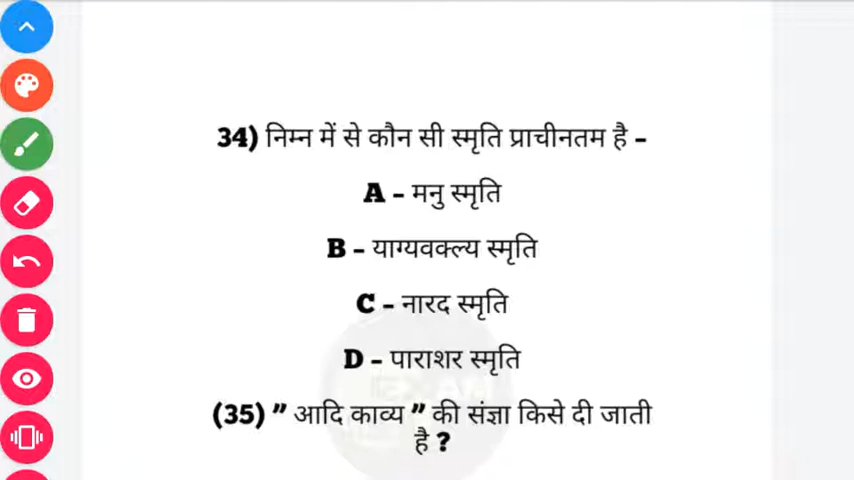 34) निम्न में से कौन सी स्मृति प्राचीनतम है –
A – मनु स्मृति
B – याग्यवक्ल्य स्मृति
C – नारद स्मृति
D – पाराशर स्मृति
(35) ” आदि काव्य ” की संज्ञा किसे दी जाती
है ?